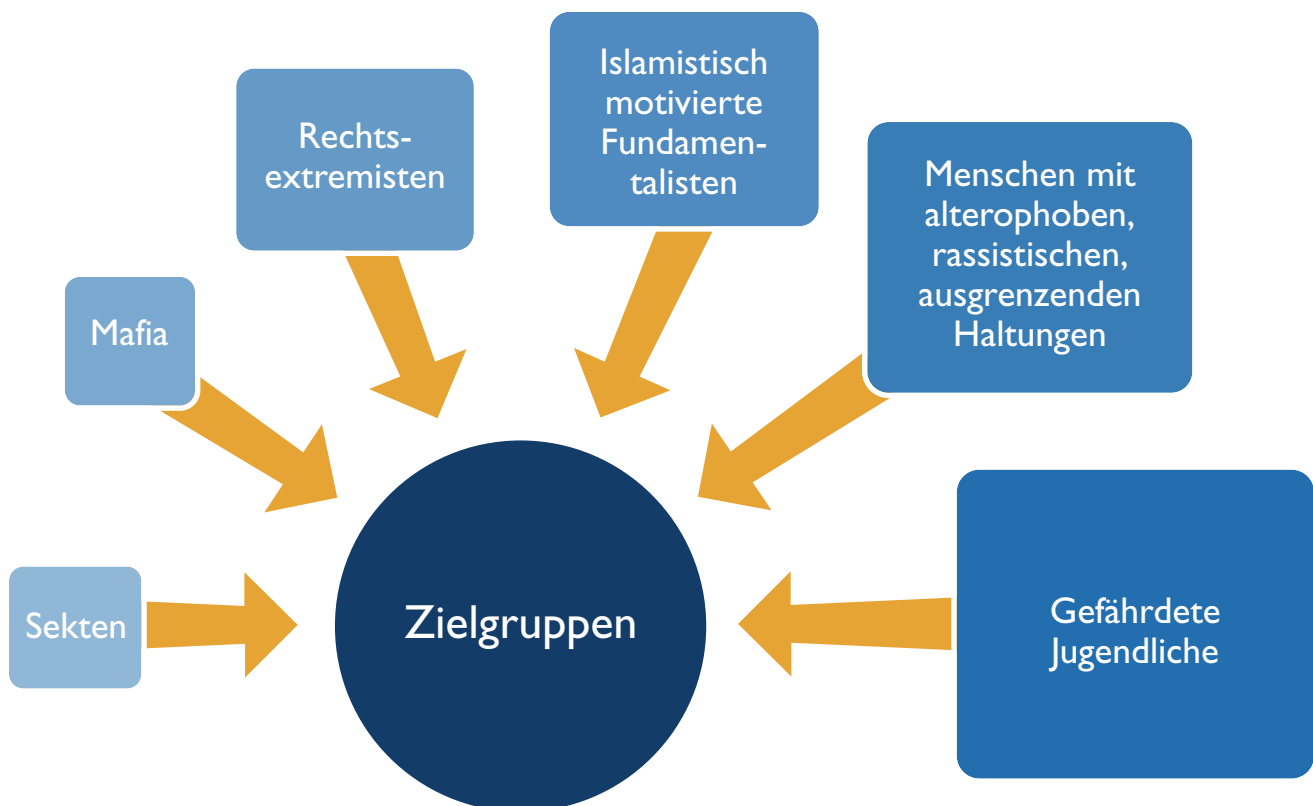 Islamistisch
motivierte
Fundamen-
talisten
Rechts-
extremisten
Menschen mit
alterophoben,
rassistischen,
ausgrenzenden
Haltungen
Mafia
Sekten
Zielgruppen
Gefährdete
Jugendliche